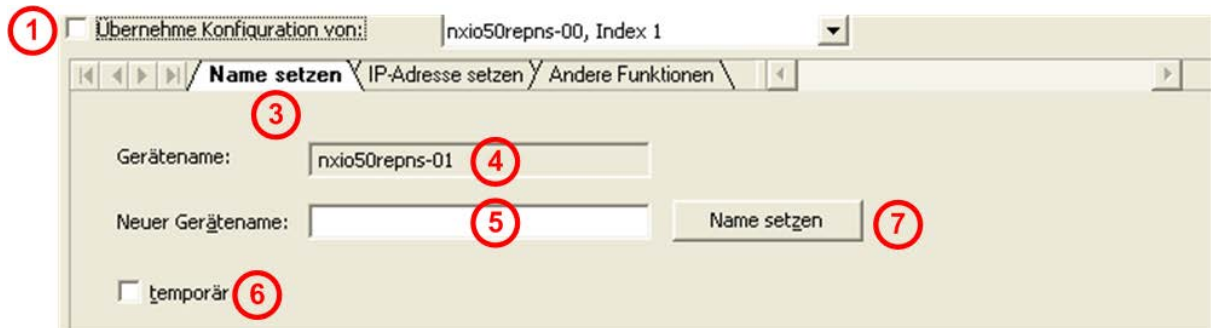 1 Übernehme Konfiguration von: nxio50repns-00, Index 1
Name setzen IP-Adresse setzen Andere Funktionen
3
Gerätename: nxio50repns-01 4
Neuer Gerätename: 5 Name setzen 7
temporär 6